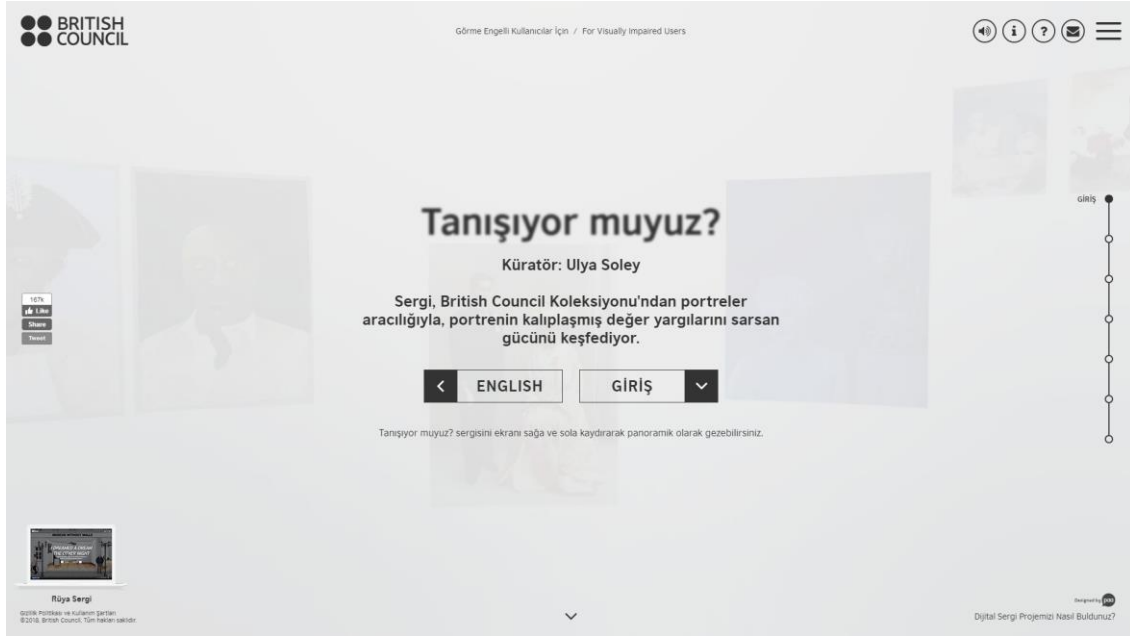 BRITISH
COUNCIL
Görme Engelli Kullanıcılar İçin / For Visually Impaired Users
i
?
GİRİŞ
Tanışıyor muyuz?
Küratör: Ulya Soley
Sergi, British Council Koleksiyonu'ndan portreler
aracılığıyla, portrenin kalıplaşmış değer yargılarını sarsan
gücünü keşfediyor.
167k
Like
Share
Tweet
ENGLISH
GİRİŞ
Tanışıyor muyuz? sergisini ekranı sağa ve sola kaydırarak panoramik olarak gezebilirsiniz.
Rüya Sergi
Gizlilik Politikası ve Kullanım Şartları
©2018, British Council. Tüm hakları saklıdır.
Designed by pdo
Dijital Sergi Projemizi Nasıl Buldunuz?